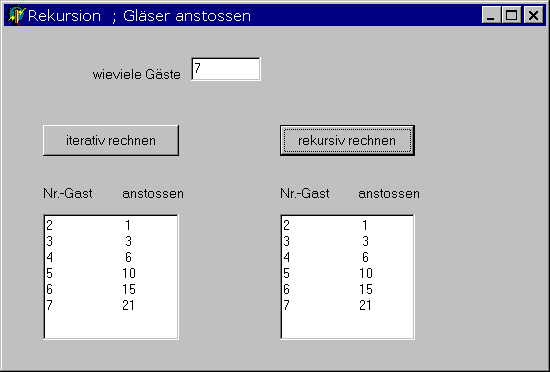 Rekursion ; Gläser anstossen
wieviele Gäste 7
iterativ rechnen rekursiv rechnen
Nr.-Gast anstossen Nr.-Gast anstossen
2 1 2 1
3 3 3 3
4 6 4 6
5 10 5 10
6 15 6 15
7 21 7 21